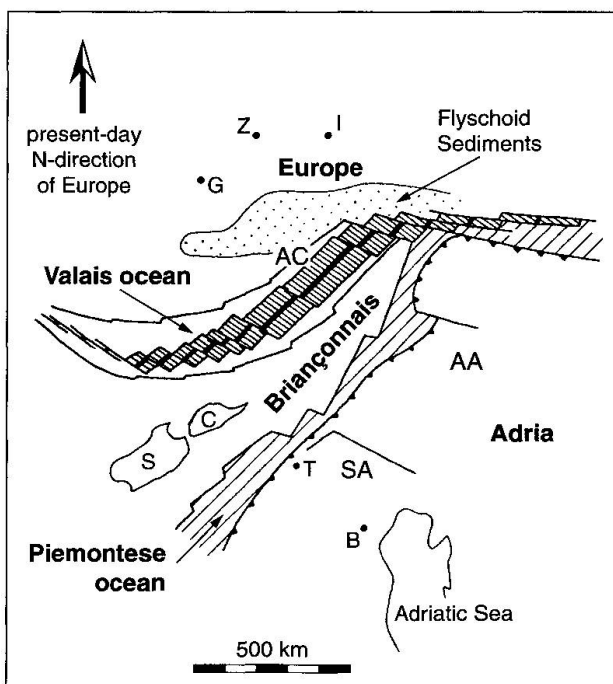 present-day
N-direction
of Europe
Z
I
G
Europe
Flyschoid
Sediments
AC
Valais ocean
Briançonnais
AA
Adria
C
S
T
SA
Piemontese
ocean
B
Adriatic Sea
500 km